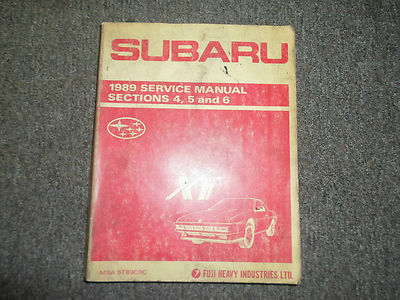 SUBARU
1989 SERVICE MANUAL
SECTIONS 4, 5 and 6
XT
FUJI HEAVY INDUSTRIES LTD.